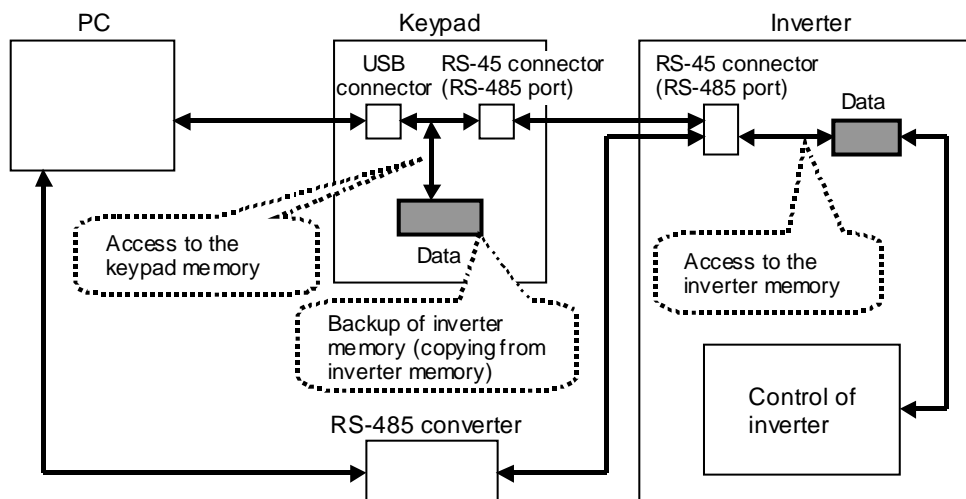 PC
Keypad
Inverter
USB
connector
RS-45 connector
(RS-485 port)
RS-45 connector
(RS-485 port)
Data
Access to the
keypad memory
Data
Access to the
inverter memory
Backup of inverter
memory (copying from
inverter memory)
Control of
inverter
RS-485 converter